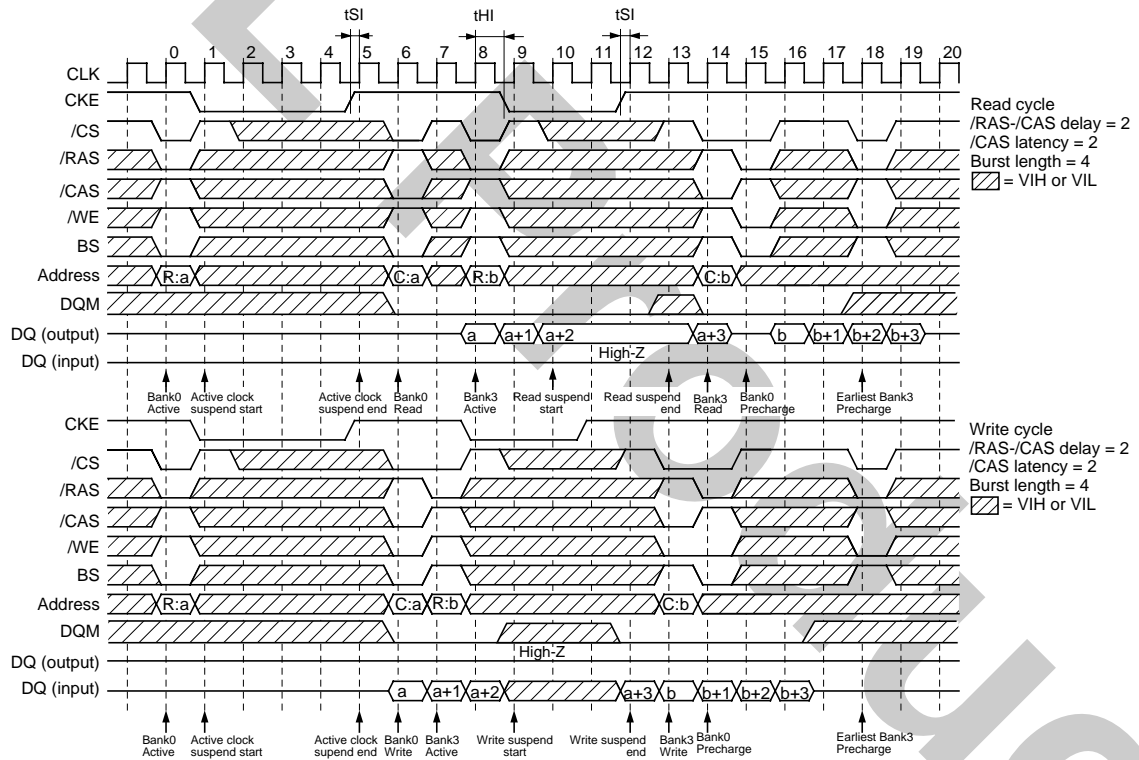 tSI tHI tSI
0 1 2 3 4 5 6 7 8 9 10 11 12 13 14 15 16 17 18 19 20
CLK
CKE
/CS
/RAS
/CAS
/WE
BS
Address R:a C:a R:b C:b
DQM
DQ (output) a a+1 a+2 a+3 b b+1 b+2 b+3
High-Z
DQ (input)
Bank0 Active
Active clock suspend start
Active clock suspend end
Bank0 Read
Bank3 Active
Read suspend start
Read suspend end
Bank3 Read
Bank0 Precharge
Earliest Bank3 Precharge
Read cycle
/RAS-/CAS delay = 2
/CAS latency = 2
Burst length = 4
= VIH or VIL
CKE
/CS
/RAS
/CAS
/WE
BS
Address R:a C:a R:b C:b
DQM
High-Z
DQ (output)
DQ (input) a a+1 a+2 a+3 b b+1 b+2 b+3
Bank0 Active
Active clock suspend start
Active clock supend end
Bank0 Write
Bank3 Active
Write suspend start
Write suspend end
Bank3 Write
Bank0 Precharge
Earliest Bank3 Precharge
Write cycle
/RAS-/CAS delay = 2
/CAS latency = 2
Burst length = 4
= VIH or VIL